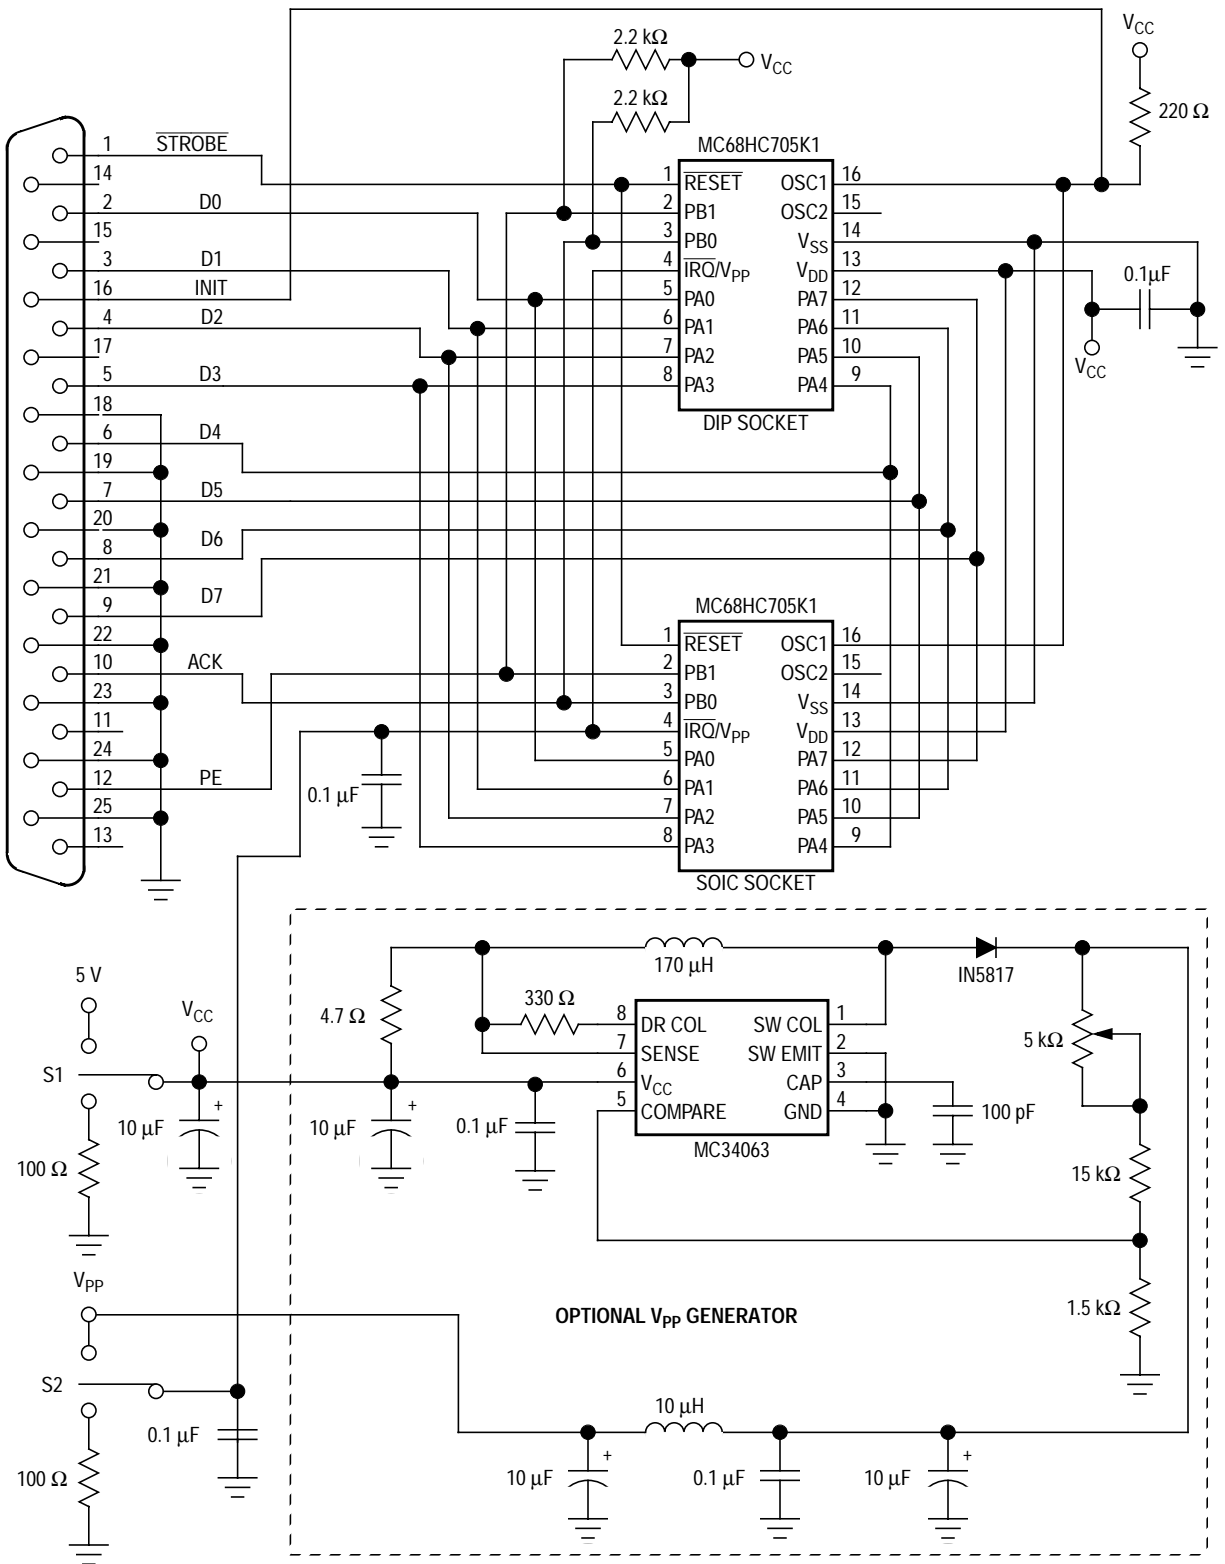 V_CC
2.2 kΩ
V_CC
2.2 kΩ
220 Ω
MC68HC705K1
1 STROBE
14
2 D0
15
3 D1
16 INIT
4 D2
17
5 D3
18
6 D4
19
7 D5
20
8 D6
21
9 D7
22
10 ACK
23
11
24
12 PE
25
13
1 RESET OSC1 16
2 PB1 OSC2 15
3 PB0 V_SS 14
4 IRQ/V_PP V_DD 13
5 PA0 PA7 12
6 PA1 PA6 11
7 PA2 PA5 10
8 PA3 PA4 9
DIP SOCKET
0.1µF
V_CC
MC68HC705K1
1 RESET OSC1 16
2 PB1 OSC2 15
3 PB0 V_SS 14
4 IRQ/V_PP V_DD 13
5 PA0 PA7 12
6 PA1 PA6 11
7 PA2 PA5 10
8 PA3 PA4 9
SOIC SOCKET
0.1 µF
5 V
V_CC
S1
10 µF +
100 Ω
V_PP
S2
0.1 µF
100 Ω
170 µH
IN5817
4.7 Ω
330 Ω
8 DR COL SW COL 1
7 SENSE SW EMIT 2
6 V_CC CAP 3
5 COMPARE GND 4
MC34063
5 kΩ
10 µF +
0.1 µF
100 pF
15 kΩ
1.5 kΩ
OPTIONAL V_PP GENERATOR
10 µH
10 µF +
0.1 µF
10 µF +